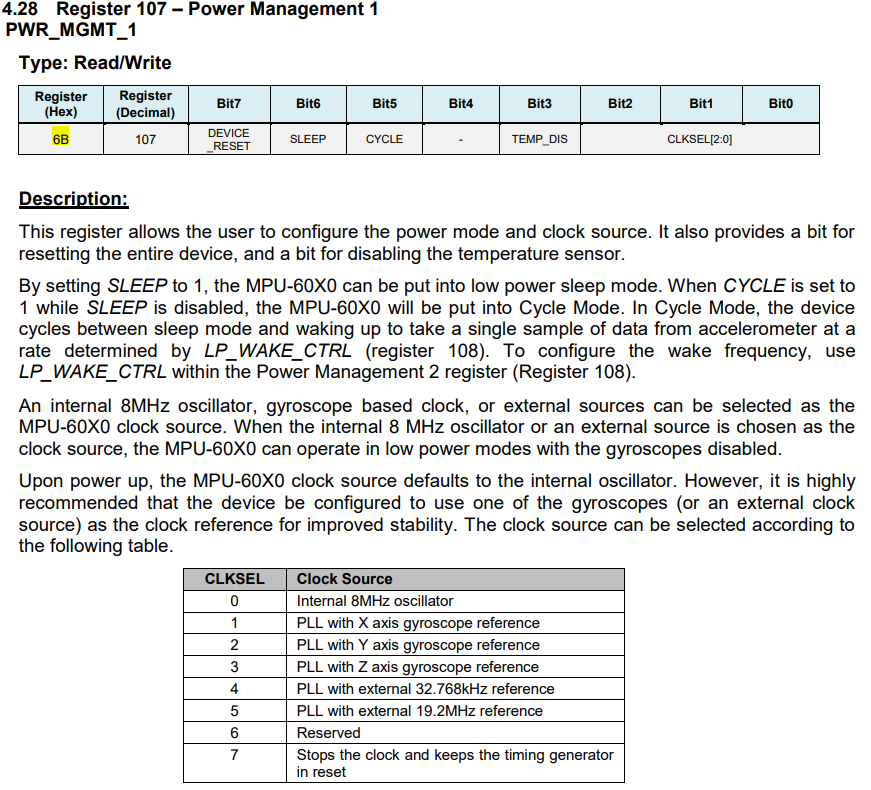 4.28 Register 107 – Power Management 1
PWR_MGMT_1
Type: Read/Write
Register (Hex) Register (Decimal) Bit7 Bit6 Bit5 Bit4 Bit3 Bit2 Bit1 Bit0
6B 107 DEVICE _RESET SLEEP CYCLE - TEMP_DIS CLKSEL[2:0]
Description:
This register allows the user to configure the power mode and clock source. It also provides a bit for
resetting the entire device, and a bit for disabling the temperature sensor.
By setting SLEEP to 1, the MPU-60X0 can be put into low power sleep mode. When CYCLE is set to
1 while SLEEP is disabled, the MPU-60X0 will be put into Cycle Mode. In Cycle Mode, the device
cycles between sleep mode and waking up to take a single sample of data from accelerometer at a
rate determined by LP_WAKE_CTRL (register 108). To configure the wake frequency, use
LP_WAKE_CTRL within the Power Management 2 register (Register 108).
An internal 8MHz oscillator, gyroscope based clock, or external sources can be selected as the
MPU-60X0 clock source. When the internal 8 MHz oscillator or an external source is chosen as the
clock source, the MPU-60X0 can operate in low power modes with the gyroscopes disabled.
Upon power up, the MPU-60X0 clock source defaults to the internal oscillator. However, it is highly
recommended that the device be configured to use one of the gyroscopes (or an external clock
source) as the clock reference for improved stability. The clock source can be selected according to
the following table.
CLKSEL Clock Source
0 Internal 8MHz oscillator
1 PLL with X axis gyroscope reference
2 PLL with Y axis gyroscope reference
3 PLL with Z axis gyroscope reference
4 PLL with external 32.768kHz reference
5 PLL with external 19.2MHz reference
6 Reserved
7 Stops the clock and keeps the timing generator
in reset